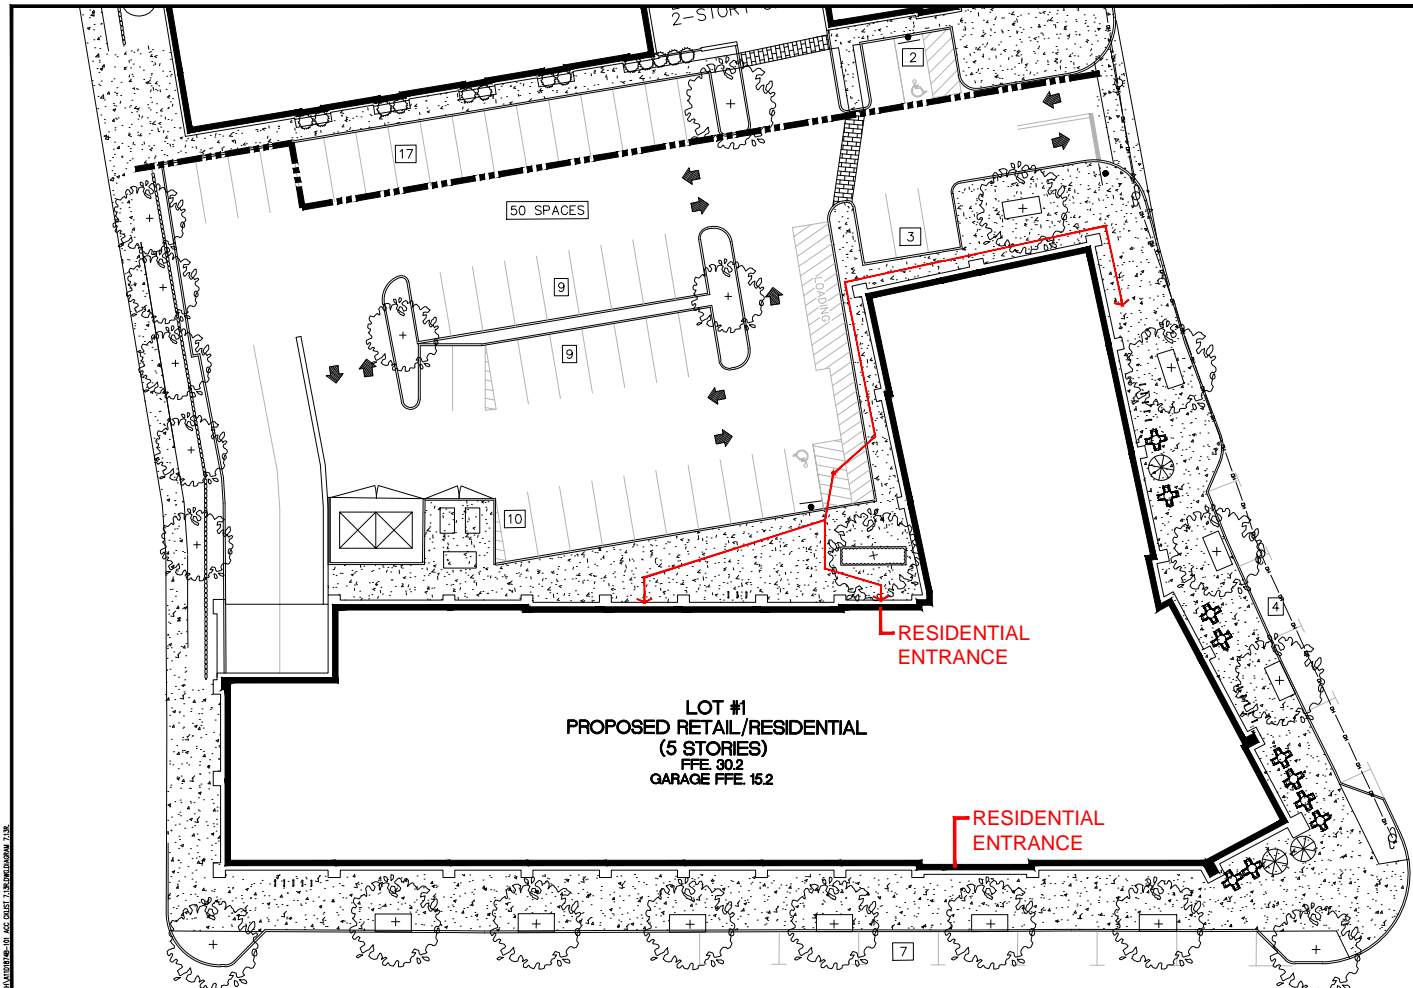 2-STORY
2
17
50 SPACES
3
9
LOADING
9
10
4
RESIDENTIAL
ENTRANCE
LOT #1
PROPOSED RETAIL/RESIDENTIAL
(5 STORIES)
FFE. 30.2
GARAGE FFE. 15.2
RESIDENTIAL
ENTRANCE
7